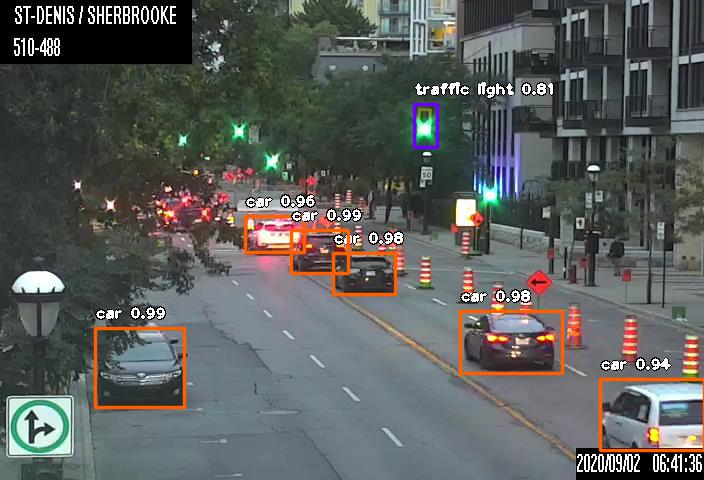 ST-DENIS / SHERBROOKE
510-488
traffic light 0.81
50
car 0.96
car 0.99
car 0.98
car 0.98
car 0.99
car 0.94
2020/09/02 06:41:36